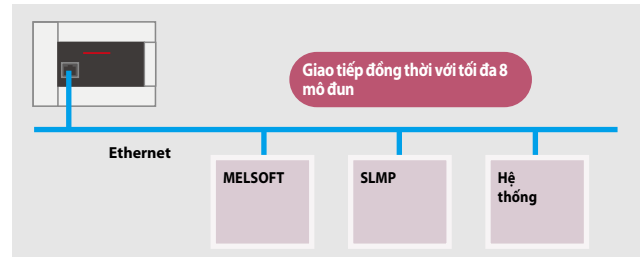 Giao tiếp đồng thời với tối đa 8
mô đun
Ethernet
MELSOFT
SLMP
Hệ
thống